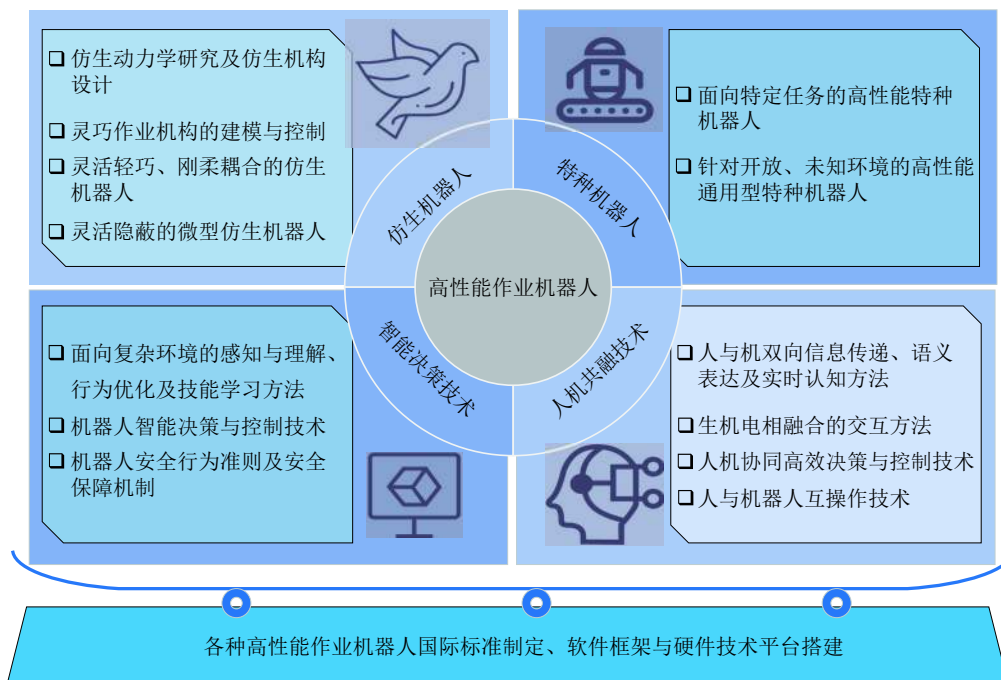 仿生动力学研究及仿生机构
设计
灵巧作业机构的建模与控制
灵活轻巧、刚柔耦合的仿生
机器人
灵活隐蔽的微型仿生机器人
面向特定任务的高性能特种
机器人
针对开放、未知环境的高性能
通用型特种机器人
仿生机器人
特种机器人
高性能作业机器人
智能决策技术
人机共融技术
面向复杂环境的感知与理解、
行为优化及技能学习方法
机器人智能决策与控制技术
机器人安全行为准则及安全
保障机制
人与机双向信息传递、语义
表达及实时认知方法
生机电相融合的交互方法
人机协同高效决策与控制技术
人与机器人互操作技术
各种高性能作业机器人国际标准制定、软件框架与硬件技术平台搭建